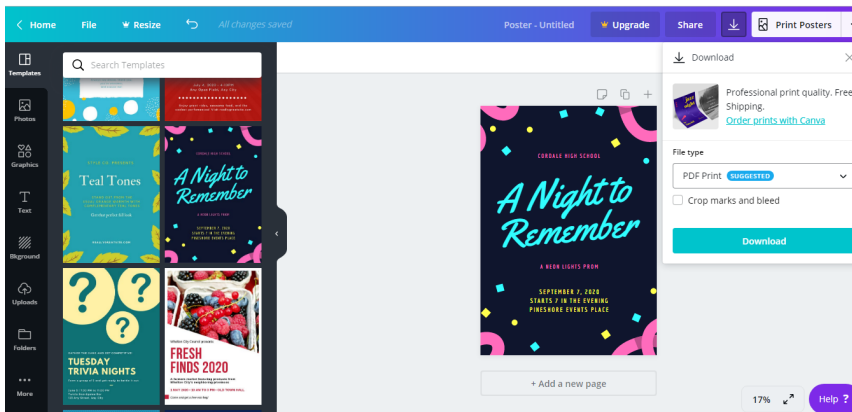 Home
File
Resize
All changes saved
Poster - Untitled
Upgrade
Share
Print Posters
Templates
Photos
Graphics
Text
Bkground
Uploads
Folders
More
Search Templates
Teal Tones
A Night to
Remember
TUESDAY
TRIVIA NIGHTS
FRESH
FINDS 2020
CORDALE HIGH SCHOOL
A Night to
Remember
A NEON LIGHTS PROM
SEPTEMBER 7, 2020
STARTS 7 IN THE EVENING
PINESHORE EVENTS PLACE
+ Add a new page
Download
Professional print quality. Free
Shipping.
Order prints with Canva
File type
PDF Print SUGGESTED
Crop marks and bleed
Download
17%
Help ?